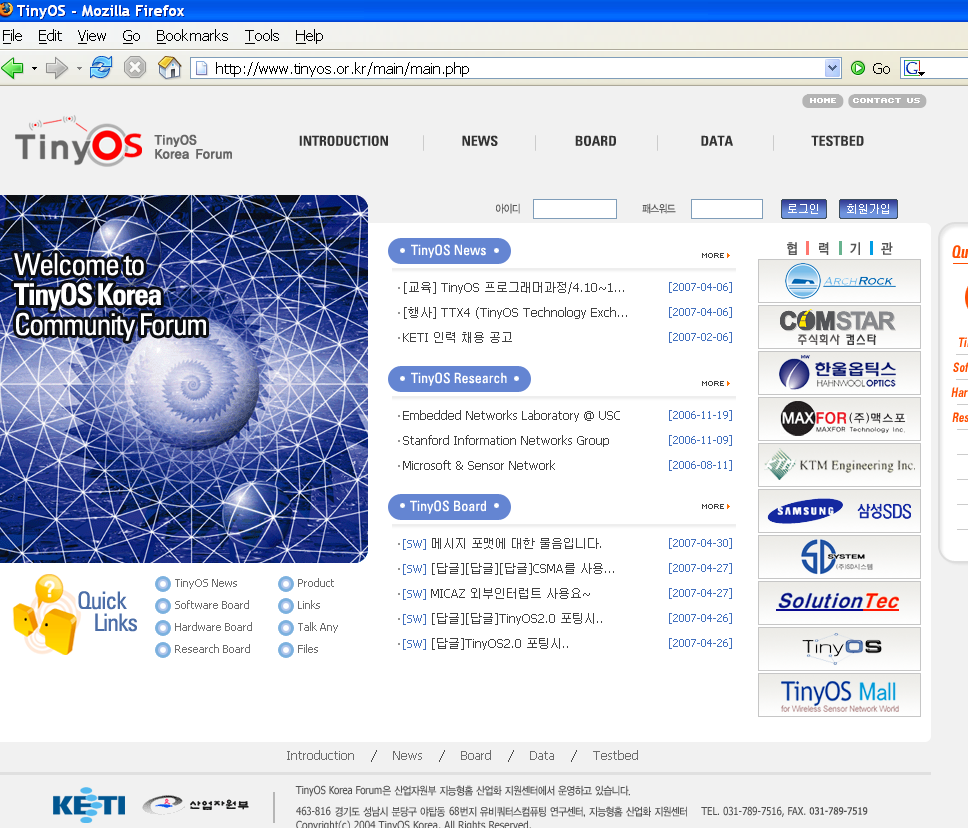 TinyOS - Mozilla Firefox
File Edit View Go Bookmarks Tools Help
http://www.tinyos.or.kr/main/main.php Go G
HOME CONTACT US
TinyOS TinyOS Korea Forum
INTRODUCTION NEWS BOARD DATA TESTBED
아이디 패스워드 로그인 회원가입
Welcome to
TinyOS Korea
Community Forum
TinyOS News MORE
·[교육] TinyOS 프로그래머과정/4.10~1... [2007-04-06]
·[행사] TTX4 (TinyOS Technology Exch... [2007-04-06]
·KETI 인력 채용 공고 [2007-02-06]
TinyOS Research MORE
·Embedded Networks Laboratory @ USC [2006-11-19]
·Stanford Information Networks Group [2006-11-09]
·Microsoft & Sensor Network [2006-08-11]
TinyOS Board MORE
·[SW] 메시지 포맷에 대한 물음입니다. [2007-04-30]
·[SW] [답글][답글][답글]CSMA를 사용... [2007-04-27]
·[SW] MICAZ 외부인터럽트 사용요~ [2007-04-27]
·[SW] [답글][답글]TinyOS2.0 포팅시.. [2007-04-26]
·[SW] [답글]TinyOS2.0 포팅시.. [2007-04-26]
협 력 기 관
ARCHROCK
COMSTAR
주식회사 컴스타
MW
한울옵틱스
HAHNWOOL OPTICS
MAXFOR (주)맥스포
MAXFOR Technology Inc.
KTM Engineering Inc.
SAMSUNG 삼성SDS
SD SYSTEM
(주)SD시스템
SolutionTec
TinyOS
TinyOS Mall
for Wireless Sensor Network World
Qu
Ti
Sof
Har
Res
Quick
Links
TinyOS News Product
Software Board Links
Hardware Board Talk Any
Research Board Files
Introduction / News / Board / Data / Testbed
KETI 산업자원부
TinyOS Korea Forum은 산업자원부 지능형홈 산업화 지원센터에서 운영하고 있습니다.
463-816 경기도 성남시 분당구 야탑동 68번지 유비쿼터스컴퓨팅 연구센터, 지능형홈 산업화 지원센터 TEL. 031-789-7516, FAX. 031-789-7519
Copyright(c) 2004 TinyOS Korea. All Rights Reserved.